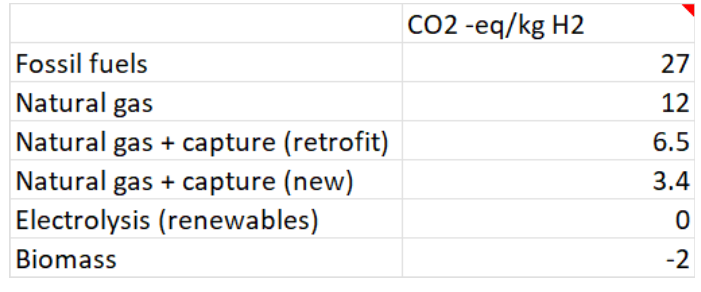 CO2 -eq/kg H2
Fossil fuels 27
Natural gas 12
Natural gas + capture (retrofit) 6.5
Natural gas + capture (new) 3.4
Electrolysis (renewables) 0
Biomass -2